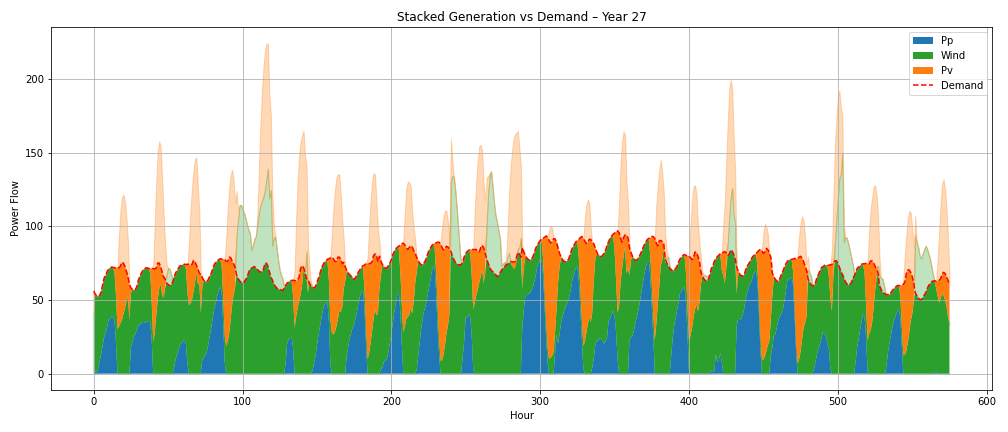 Stacked Generation vs Demand – Year 27
Pp
Wind
Pv
Demand
Power Flow
200
150
100
50
0
0
100
200
300
400
500
600
Hour